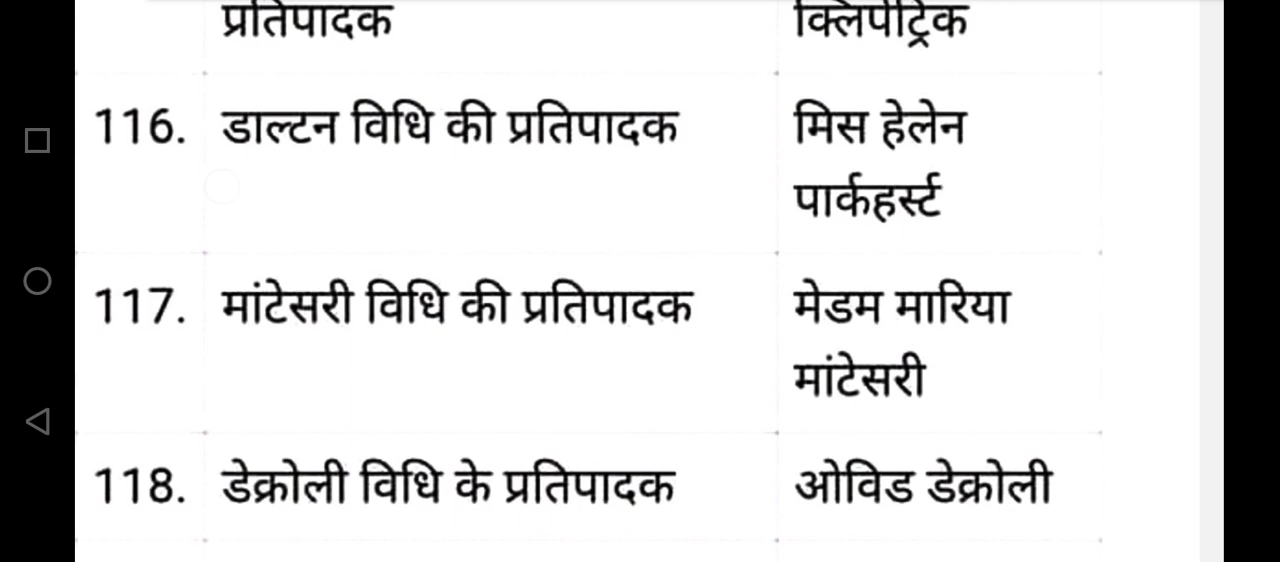 प्रतिपादक क्लिपैट्रिक
116. डाल्टन विधि की प्रतिपादक मिस हेलेन
पार्कहर्स्ट
117. मांटेसरी विधि की प्रतिपादक मेडम मारिया
मांटेसरी
118. डेक्रोली विधि के प्रतिपादक ओविड डेक्रोली